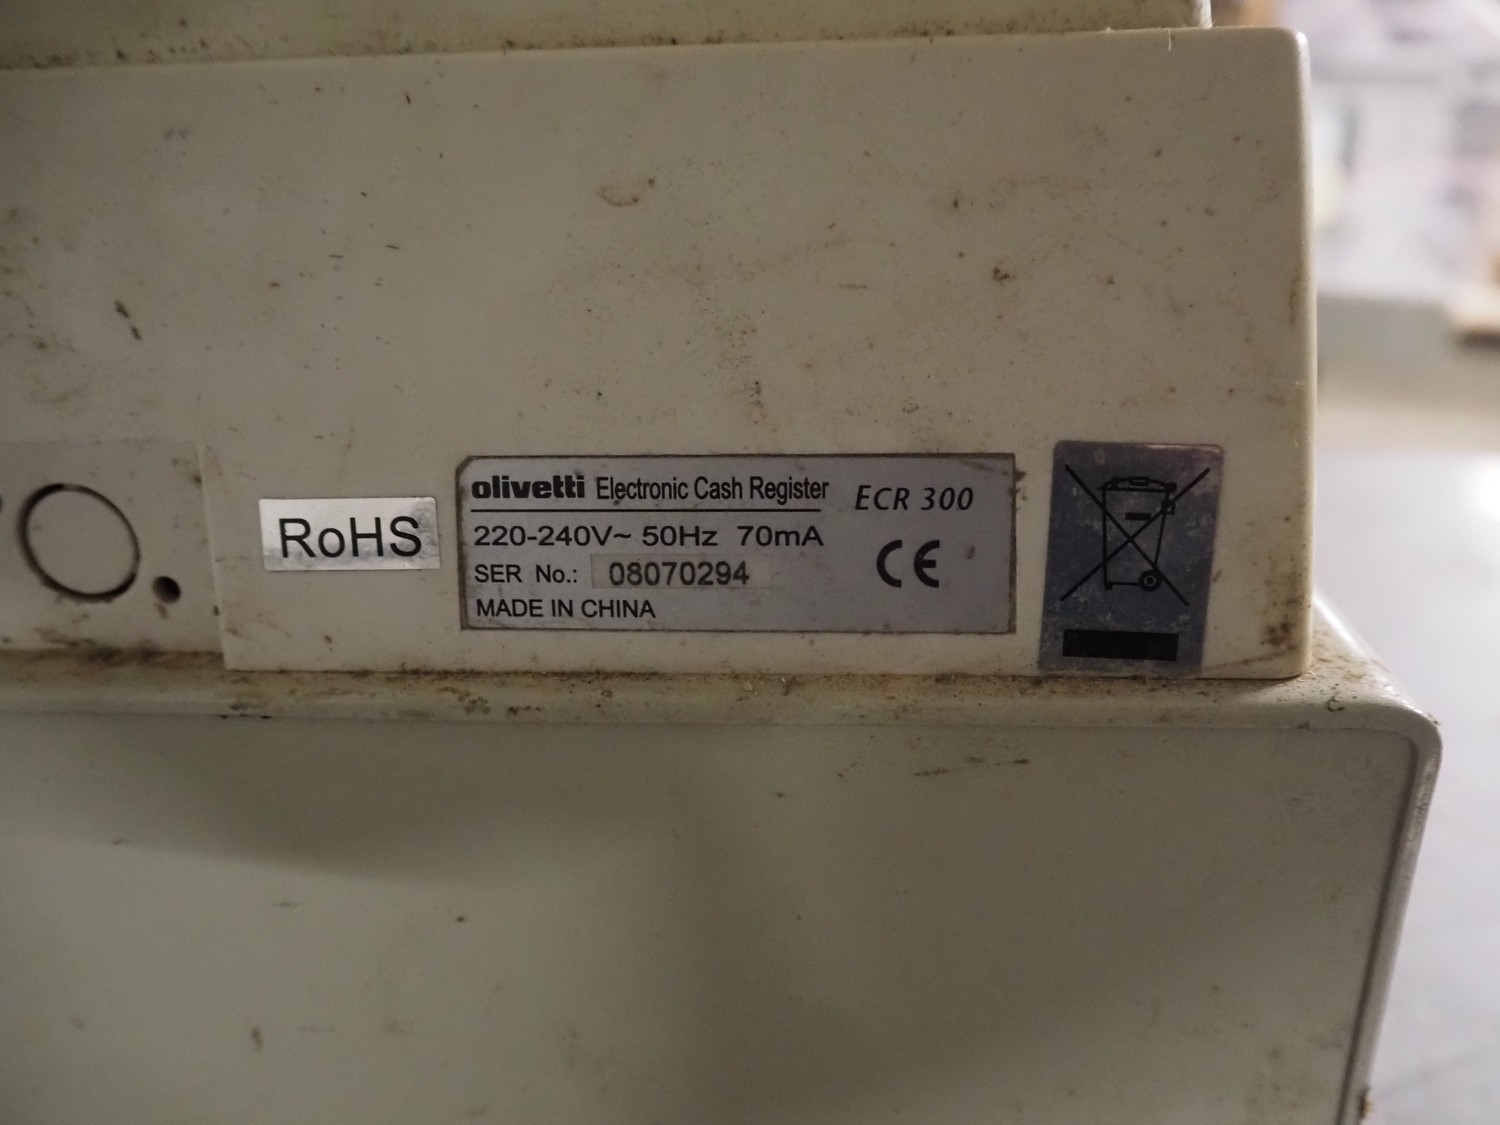 RoHS
olivetti Electronic Cash Register ECR 300
220-240V~ 50Hz 70mA
SER No.: 08070294
CE
MADE IN CHINA